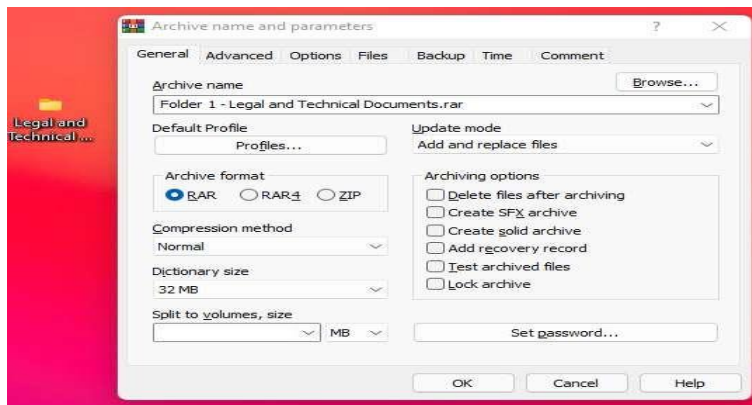 Archive name and parameters ? ✕
General Advanced Options Files Backup Time Comment
Archive name
Browse...
Folder 1 - Legal and Technical Documents.rar
Default Profile
Profiles...
Update mode
Add and replace files
Archive format
RAR RAR4 ZIP
Compression method
Normal
Dictionary size
32 MB
Split to volumes, size
MB
Archiving options
Delete files after archiving
Create SFX archive
Create solid archive
Add recovery record
Test archived files
Lock archive
Set password...
OK Cancel Help
Legal and
Technical ...